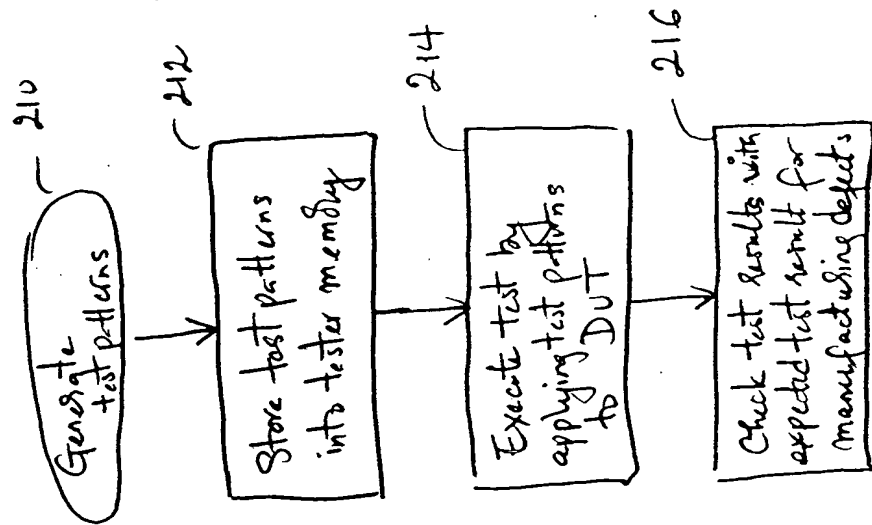 210
Generate
test patterns
212
Store test patterns
into tester memory
214
Execute test by
applying test patterns
to DUT
216
Check test results with
expected test result for
manufacturing defects